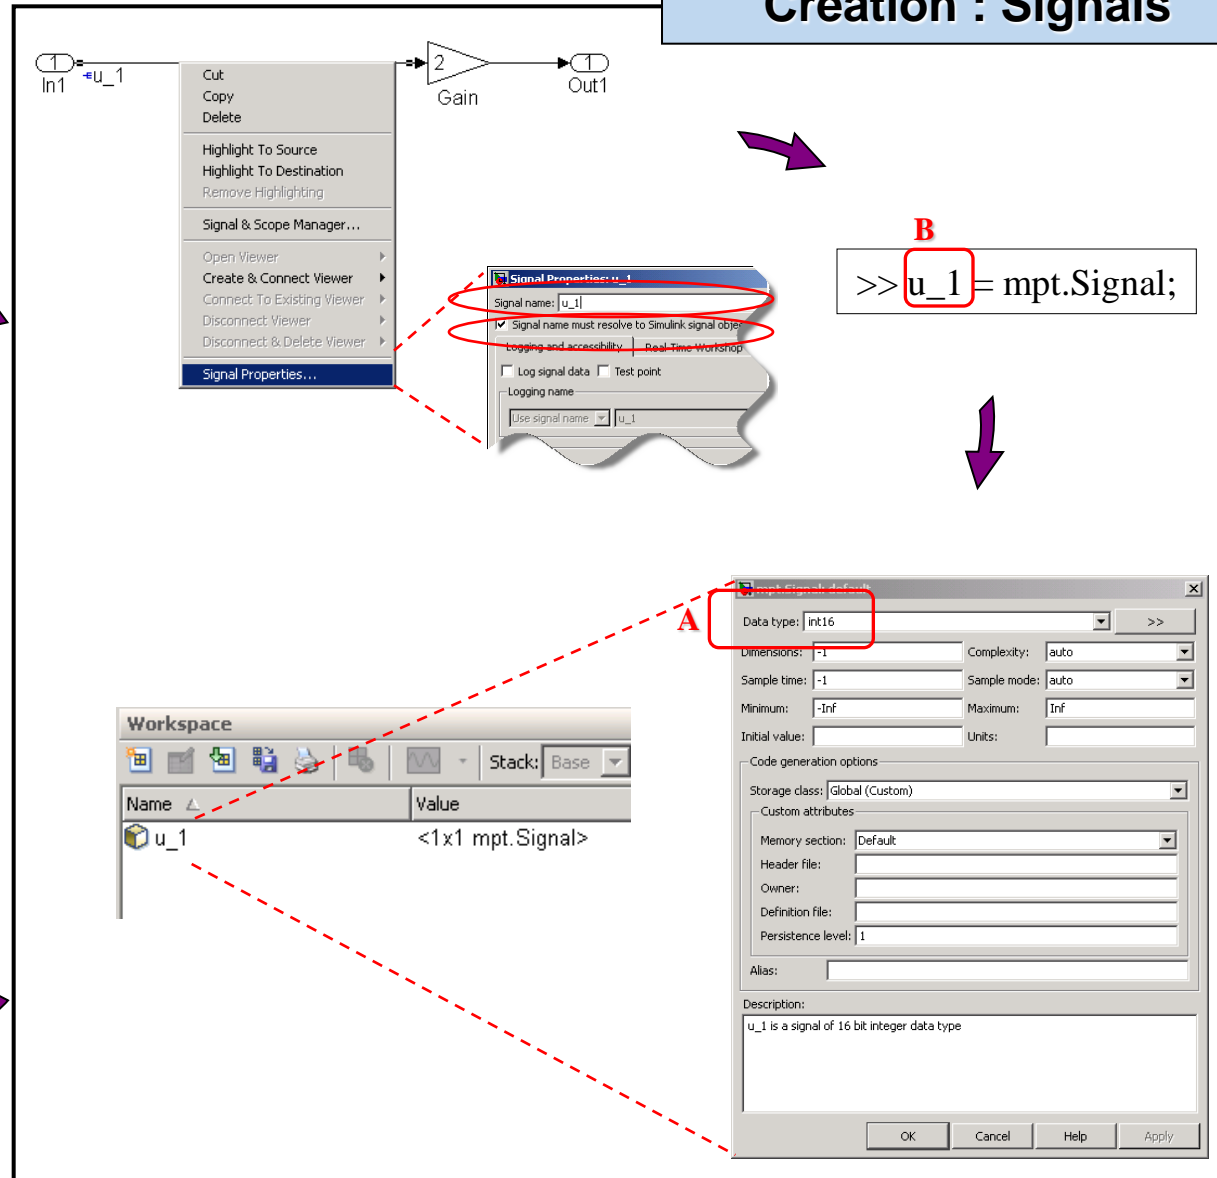 Creation : Signals
1
In1
u_1
2
Gain
1
Out1
Cut
Copy
Delete
Highlight To Source
Highlight To Destination
Remove Highlighting
Signal & Scope Manager...
Open Viewer
Create & Connect Viewer
Connect To Existing Viewer
Disconnect Viewer
Disconnect & Delete Viewer
Signal Properties...
Signal Properties: u_1
Signal name: u_1
Signal name must resolve to Simulink signal obje
Logging and accessibility Real-Time Workshop
Log signal data Test point
Logging name
Use signal name u_1
B
>> u_1 = mpt.Signal;
A
mpt.Signal: default
Data type: int16 >>
Dimensions: -1 Complexity: auto
Sample time: -1 Sample mode: auto
Minimum: -Inf Maximum: Inf
Initial value: Units:
Code generation options
Storage class: Global (Custom)
Custom attributes
Memory section: Default
Header file:
Owner:
Definition file:
Persistence level: 1
Alias:
Description:
u_1 is a signal of 16 bit integer data type
OK Cancel Help Apply
Workspace
Stack: Base
Name Value
u_1 <1x1 mpt.Signal>